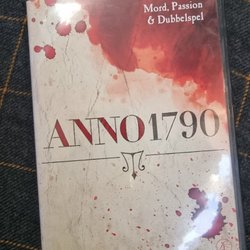 Mord, Passion
& Dubbelspel
ANNO1790